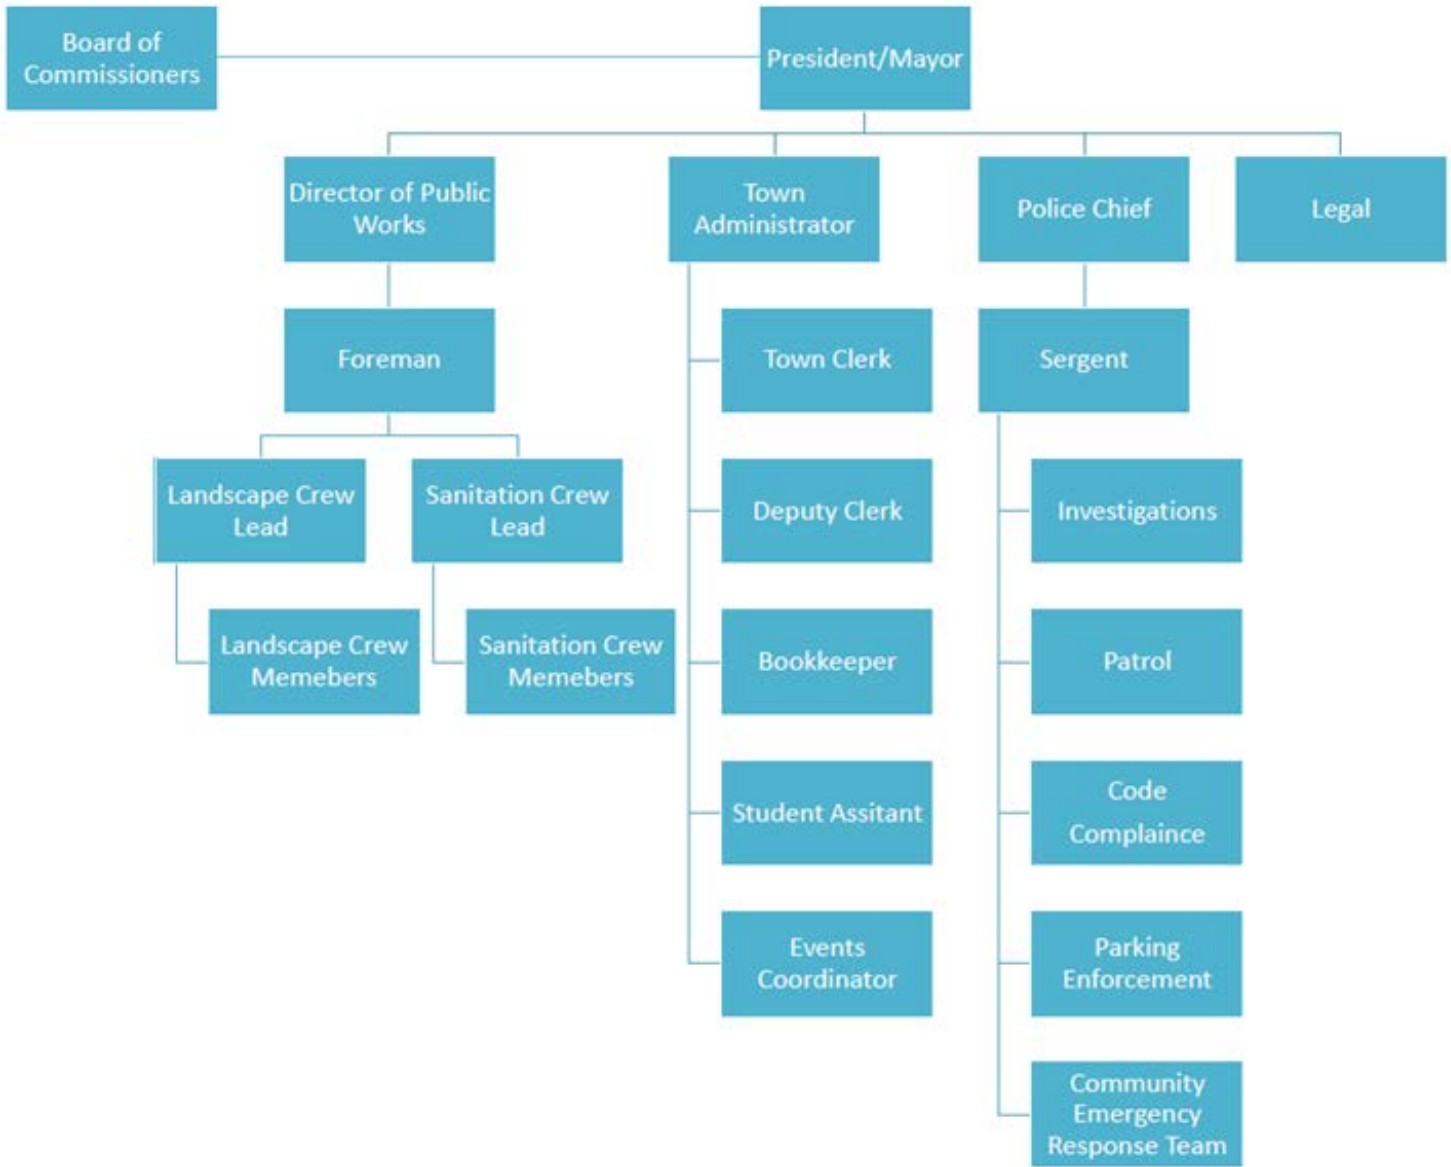 Board of
Commissioners
President/Mayor
Director of Public
Works
Town
Administrator
Police Chief
Legal
Foreman
Town Clerk
Sergent
Landscape Crew
Lead
Sanitation Crew
Lead
Deputy Clerk
Investigations
Landscape Crew
Memebers
Sanitation Crew
Memebers
Bookkeeper
Patrol
Student Assitant
Code
Complaince
Events
Coordinator
Parking
Enforcement
Community
Emergency
Response Team